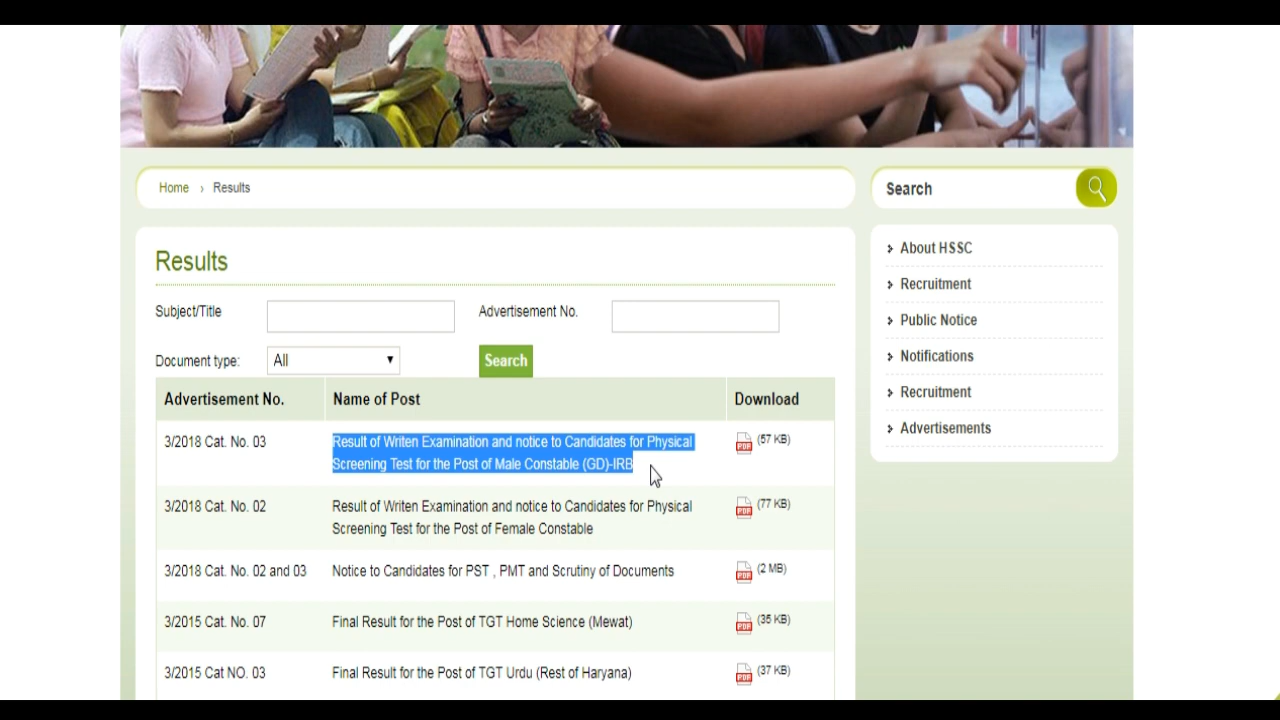 Home › Results
Search
Results
Subject/Title
Advertisement No.
Document type:
All
Search
Advertisement No. Name of Post Download
3/2018 Cat. No. 03 Result of Writen Examination and notice to Candidates for Physical (57 KB)
Screening Test for the Post of Male Constable (GD)-IRB
3/2018 Cat. No. 02 Result of Writen Examination and notice to Candidates for Physical (77 KB)
Screening Test for the Post of Female Constable
3/2018 Cat. No. 02 and 03 Notice to Candidates for PST , PMT and Scrutiny of Documents (2 MB)
3/2015 Cat. No. 07 Final Result for the Post of TGT Home Science (Mewat) (35 KB)
3/2015 Cat NO. 03 Final Result for the Post of TGT Urdu (Rest of Haryana) (37 KB)
About HSSC
Recruitment
Public Notice
Notifications
Recruitment
Advertisements